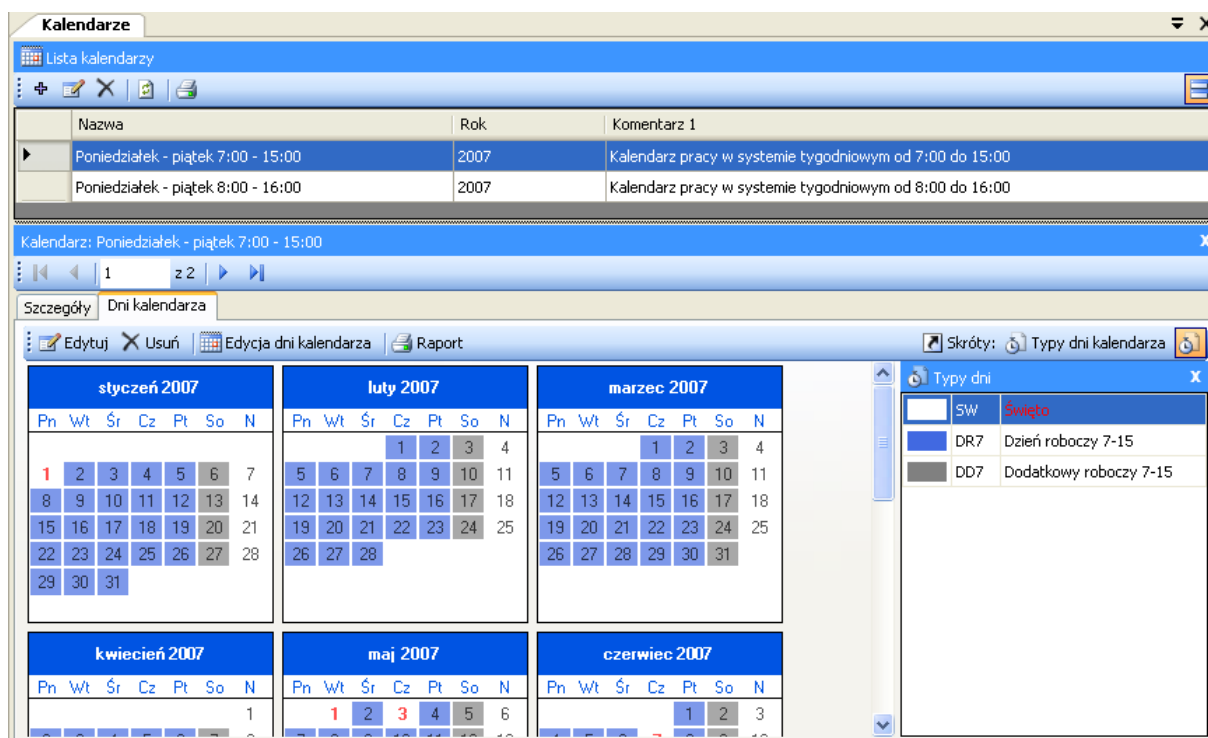 Kalendarze
Lista kalendarzy
Nazwa Rok Komentarz 1
Poniedziałek - piątek 7:00 - 15:00 2007 Kalendarz pracy w systemie tygodniowym od 7:00 do 15:00
Poniedziałek - piątek 8:00 - 16:00 2007 Kalendarz pracy w systemie tygodniowym od 8:00 do 16:00
Kalendarz: Poniedziałek - piątek 7:00 - 15:00
1 z 2
Szczegóły Dni kalendarza
Edytuj Usuń Edycja dni kalendarza Raport Skróty: Typy dni kalendarza
styczeń 2007
Pn Wt Śr Cz Pt So N
1 2 3 4 5 6 7
8 9 10 11 12 13 14
15 16 17 18 19 20 21
22 23 24 25 26 27 28
29 30 31
luty 2007
Pn Wt Śr Cz Pt So N
1 2 3 4
5 6 7 8 9 10 11
12 13 14 15 16 17 18
19 20 21 22 23 24 25
26 27 28
marzec 2007
Pn Wt Śr Cz Pt So N
1 2 3 4
5 6 7 8 9 10 11
12 13 14 15 16 17 18
19 20 21 22 23 24 25
26 27 28 29 30 31
Typy dni
SW Święto
DR7 Dzień roboczy 7-15
DD7 Dodatkowy roboczy 7-15
kwiecień 2007
Pn Wt Śr Cz Pt So N
1
maj 2007
Pn Wt Śr Cz Pt So N
1 2 3 4 5 6
czerwiec 2007
Pn Wt Śr Cz Pt So N
1 2 3